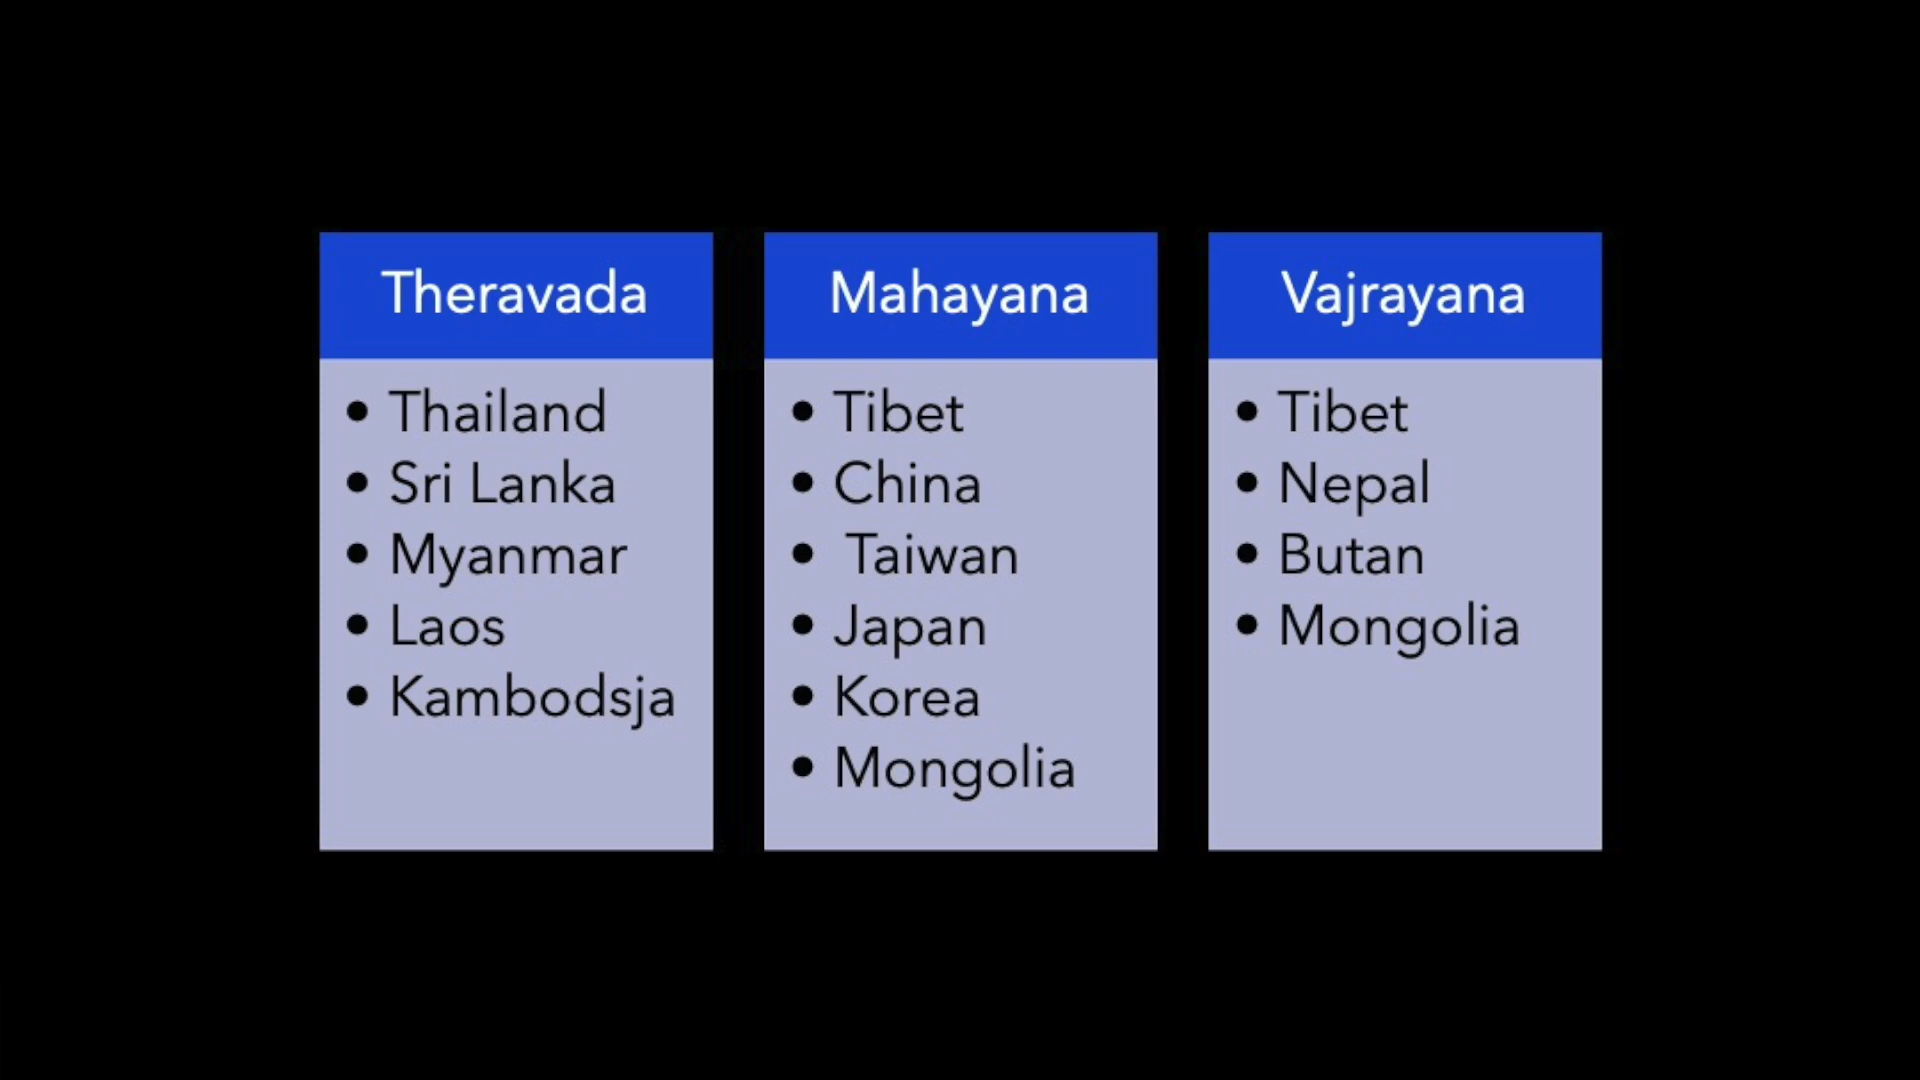 Theravada
• Thailand
• Sri Lanka
• Myanmar
• Laos
• Kambodsja
Mahayana
• Tibet
• China
• Taiwan
• Japan
• Korea
• Mongolia
Vajrayana
• Tibet
• Nepal
• Butan
• Mongolia